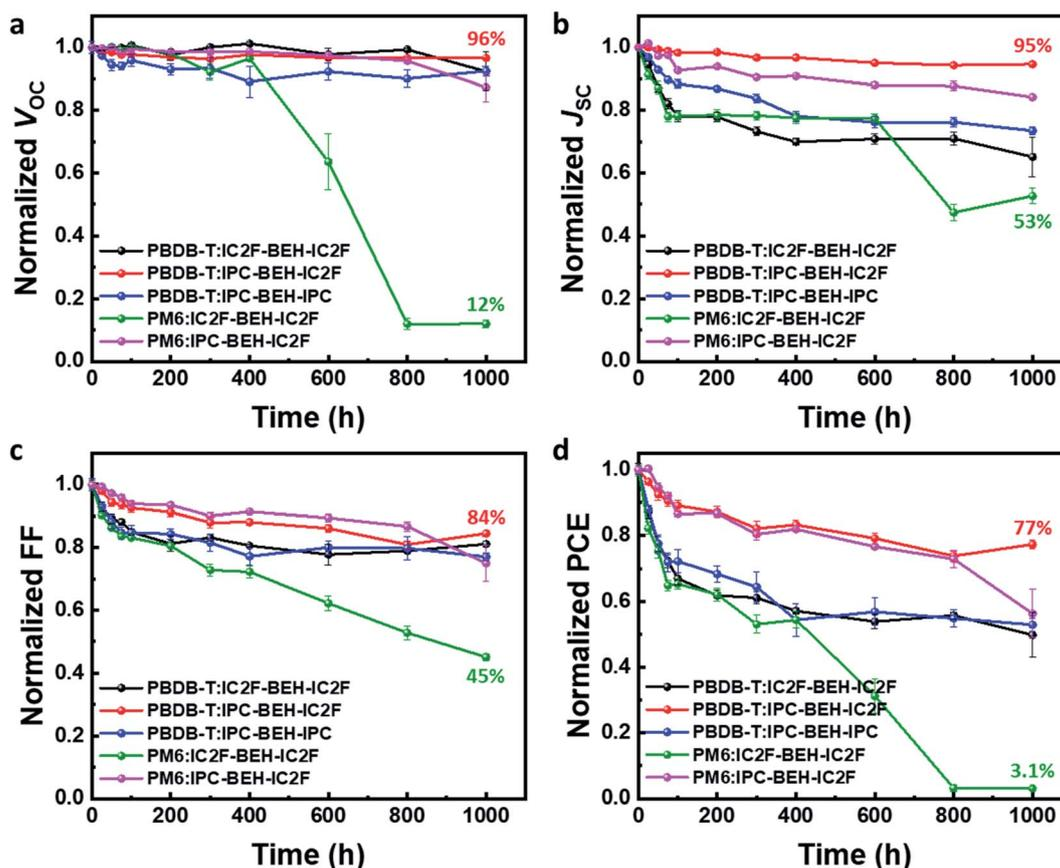 a
Normalized VOC
1.0
0.8
0.6
0.4
0.2
0.0
96%
12%
PBDB-T:IC2F-BEH-IC2F
PBDB-T:IPC-BEH-IC2F
PBDB-T:IPC-BEH-IPC
PM6:IC2F-BEH-IC2F
PM6:IPC-BEH-IC2F
0 200 400 600 800 1000
Time (h)
b
Normalized JSC
1.0
0.8
0.6
0.4
0.2
0.0
95%
53%
PBDB-T:IC2F-BEH-IC2F
PBDB-T:IPC-BEH-IC2F
PBDB-T:IPC-BEH-IPC
PM6:IC2F-BEH-IC2F
PM6:IPC-BEH-IC2F
0 200 400 600 800 1000
Time (h)
c
Normalized FF
1.0
0.8
0.6
0.4
0.2
0.0
84%
45%
PBDB-T:IC2F-BEH-IC2F
PBDB-T:IPC-BEH-IC2F
PBDB-T:IPC-BEH-IPC
PM6:IC2F-BEH-IC2F
PM6:IPC-BEH-IC2F
0 200 400 600 800 1000
Time (h)
d
Normalized PCE
1.0
0.8
0.6
0.4
0.2
0.0
77%
3.1%
PBDB-T:IC2F-BEH-IC2F
PBDB-T:IPC-BEH-IC2F
PBDB-T:IPC-BEH-IPC
PM6:IC2F-BEH-IC2F
PM6:IPC-BEH-IC2F
0 200 400 600 800 1000
Time (h)